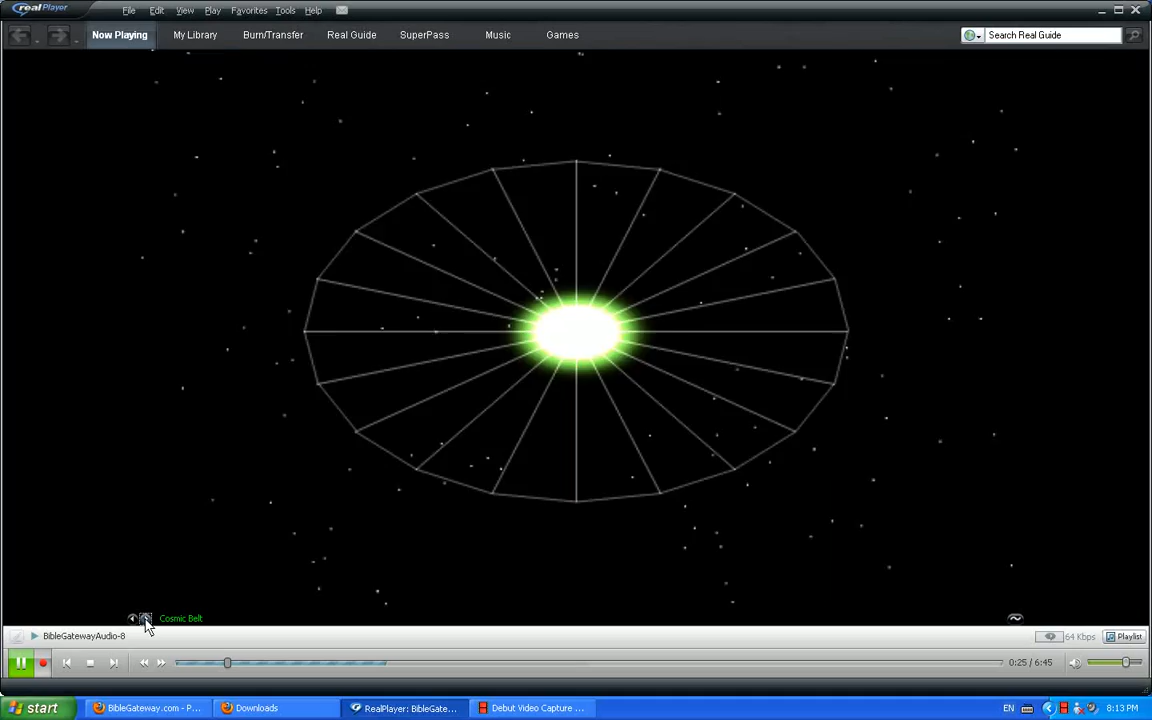 realPlayer File Edit View Play Favorites Tools Help
Now Playing My Library Burn/Transfer Real Guide SuperPass Music Games Search Real Guide
Cosmic Belt
BibleGatewayAudio-8 64 Kbps Playlist
0:25 / 6:45
start BibleGateway.com - P... Downloads RealPlayer: BibleGate... Debut Video Capture ... EN 8:13 PM